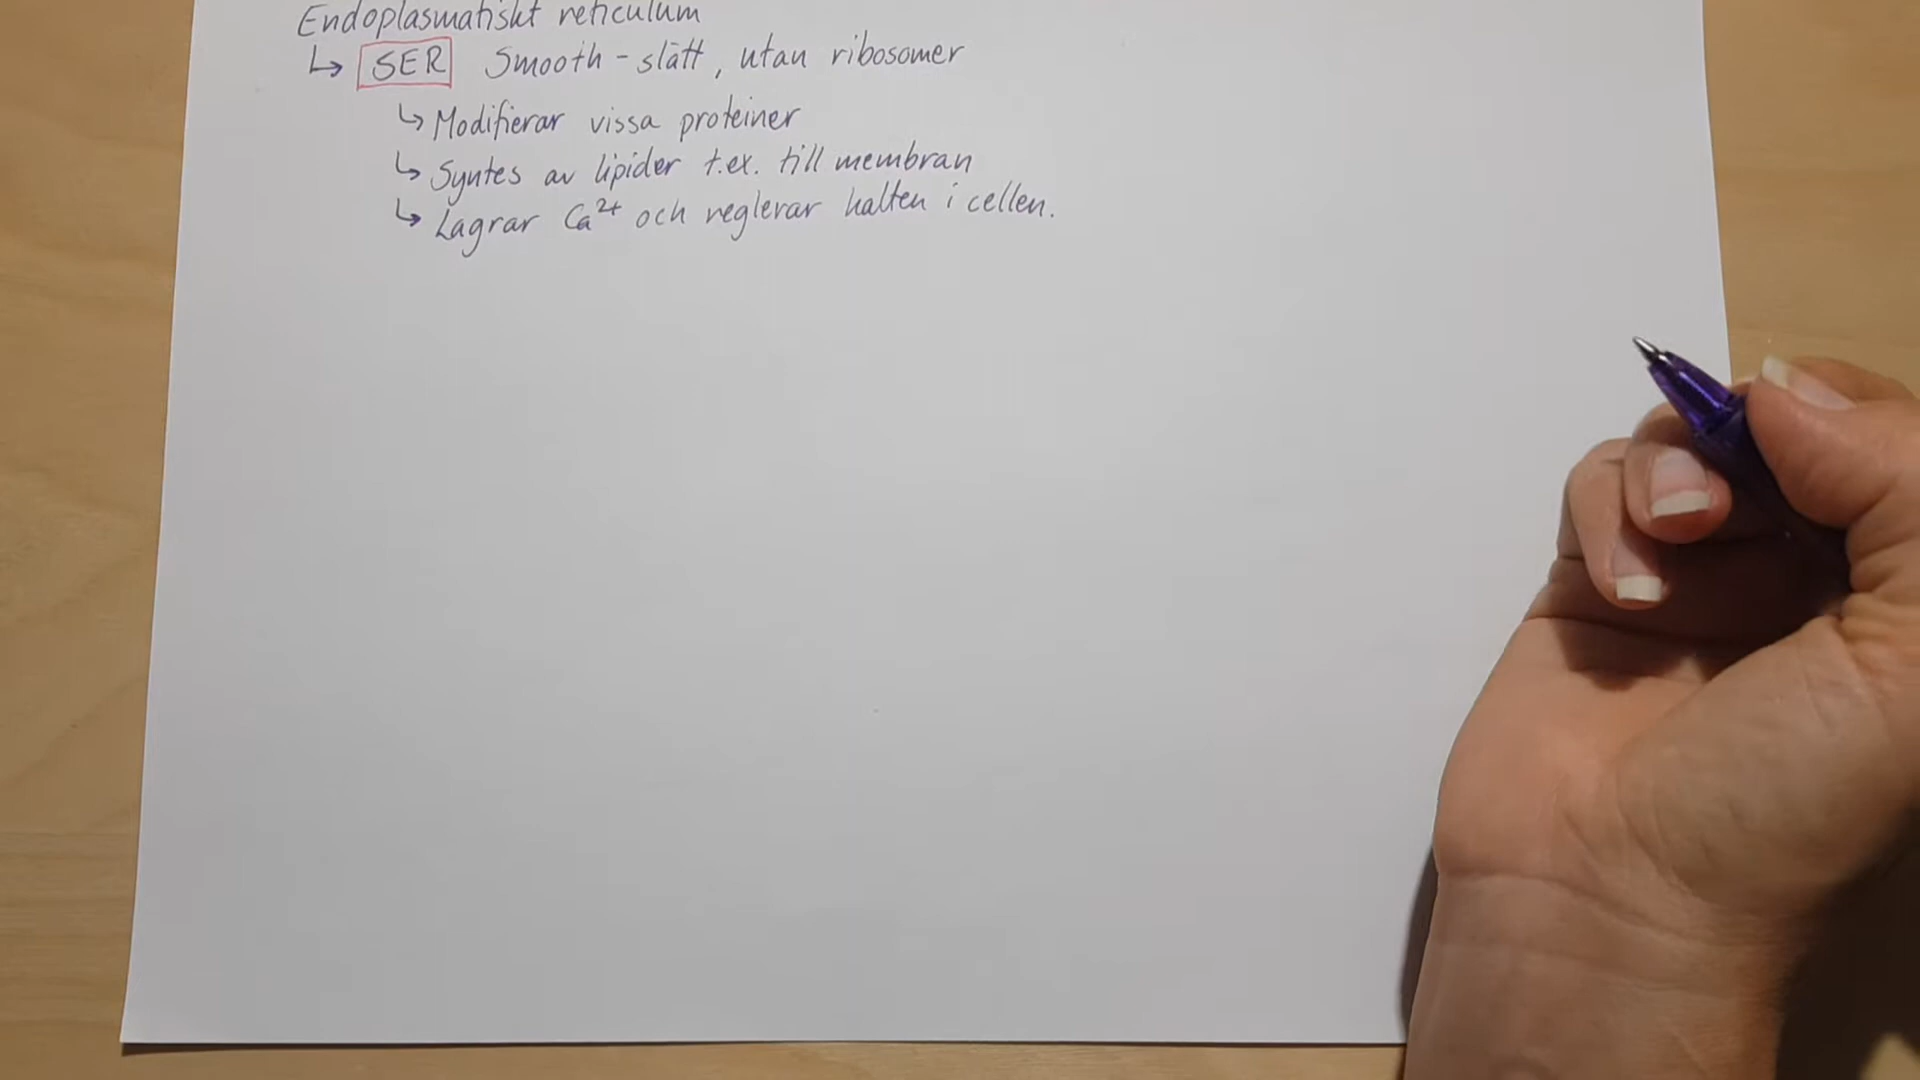 Endoplasmatiskt reticulum
↳ SER Smooth - slätt, utan ribosomer
↳ Modifierar vissa proteiner
↳ Syntes av lipider t.ex. till membran
↳ Lagrar Ca²⁺ och reglerar halten i cellen.